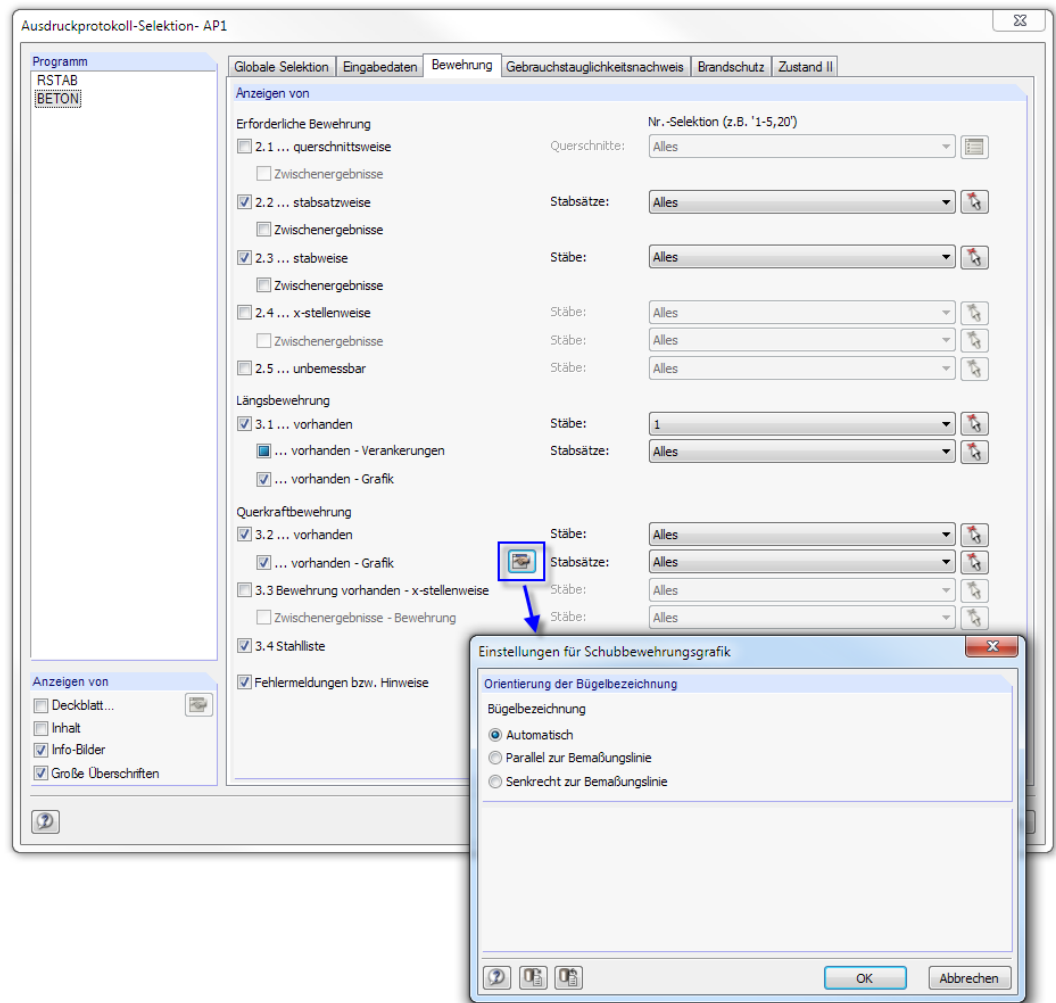 Ausdruckprotokoll-Selektion- AP1
Programm
RSTAB
BETON
Globale Selektion Eingabedaten Bewehrung Gebrauchstauglichkeitsnachweis Brandschutz Zustand II
Anzeigen von
Erforderliche Bewehrung Nr.-Selektion (z.B. '1-5,20')
2.1 ... querschnittsweise Querschnitte: Alles
Zwischenergebnisse
2.2 ... stabsatzweise Stabsätze: Alles
Zwischenergebnisse
2.3 ... stabweise Stäbe: Alles
Zwischenergebnisse
2.4 ... x-stellenweise Stäbe: Alles
Zwischenergebnisse Stäbe: Alles
2.5 ... unbemessbar Stäbe: Alles
Längsbewehrung
3.1 ... vorhanden Stäbe: 1
... vorhanden - Verankerungen Stabsätze: Alles
... vorhanden - Grafik
Querkraftbewehrung
3.2 ... vorhanden Stäbe: Alles
... vorhanden - Grafik Stabsätze: Alles
3.3 Bewehrung vorhanden - x-stellenweise Stäbe: Alles
Zwischenergebnisse - Bewehrung Stäbe: Alles
3.4 Stahlliste
Fehlermeldungen bzw. Hinweise
Anzeigen von
Deckblatt...
Inhalt
Info-Bilder
Große Überschriften
Einstellungen für Schubbewehrungsgrafik
Orientierung der Bügelbezeichnung
Bügelbezeichnung
Automatisch
Parallel zur Bemaßungslinie
Senkrecht zur Bemaßungslinie
OK Abbrechen